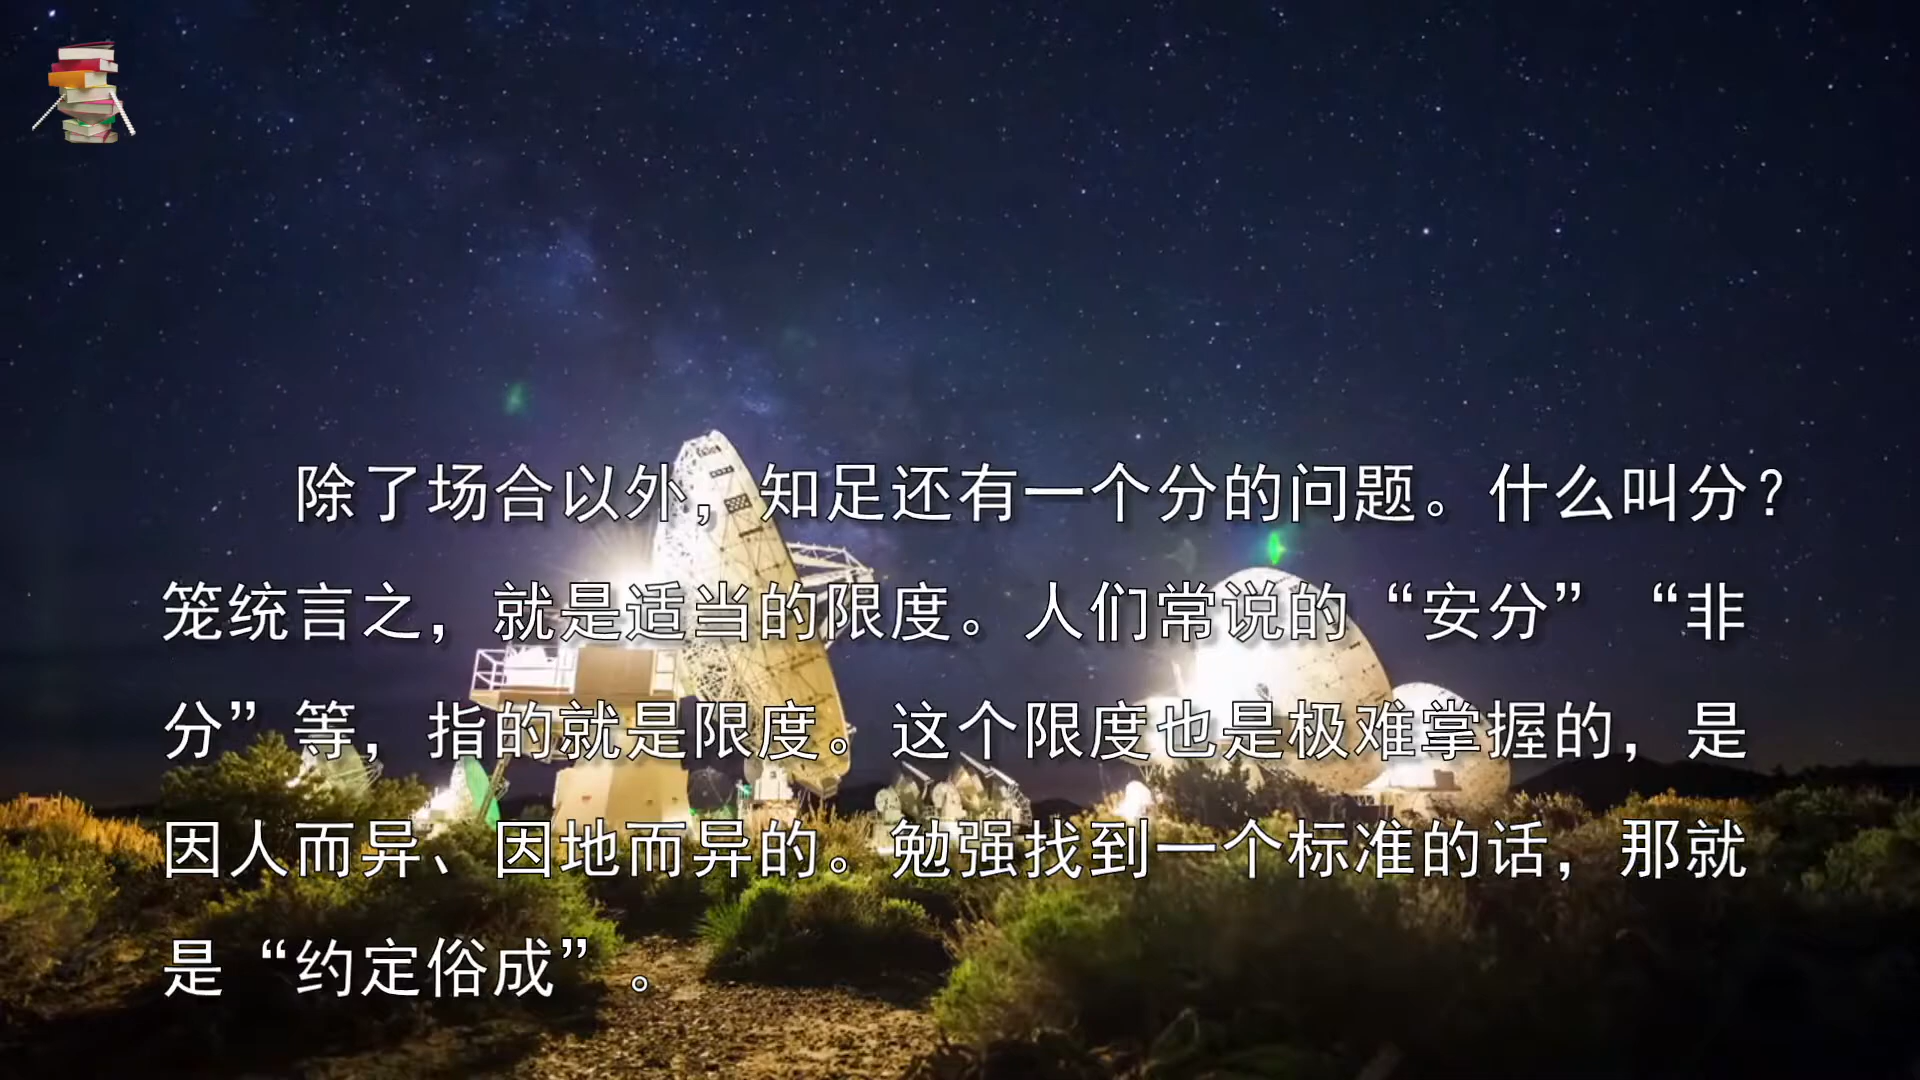 除了场合以外，知足还有一个分的问题。什么叫分？
笼统言之，就是适当的限度。人们常说的“安分”“非
分”等，指的就是限度。这个限度也是极难掌握的，是
因人而异、因地而异的。勉强找到一个标准的话，那就
是“约定俗成”。